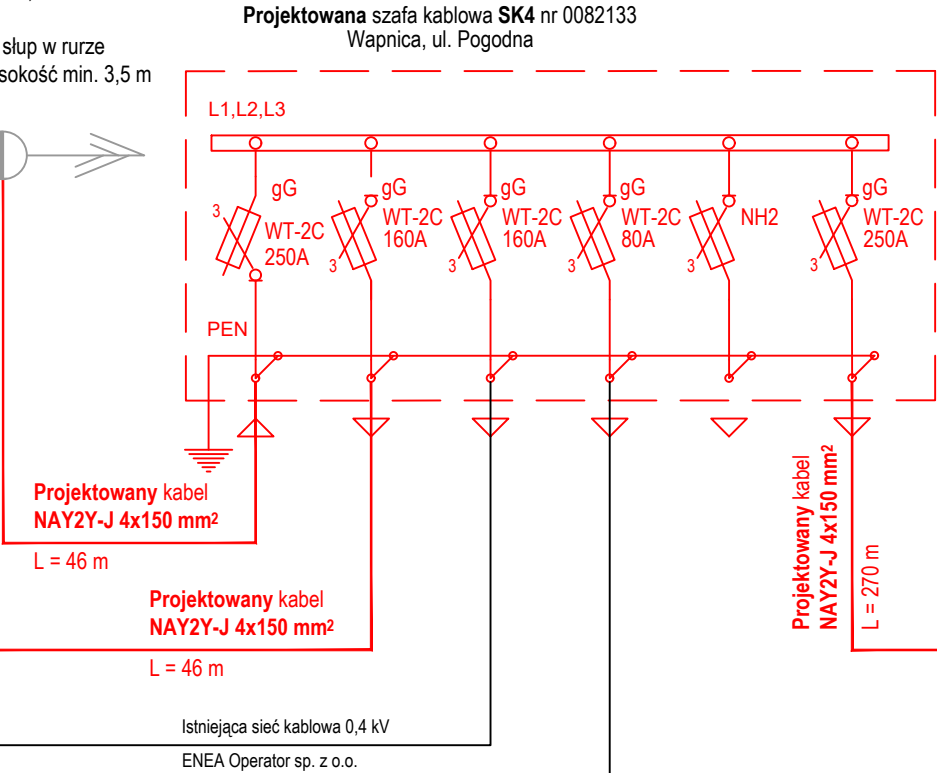 Projektowana szafa kablowa SK4 nr 0082133
Wapnica, ul. Pogodna
słup w rurze
sokość min. 3,5 m
L1,L2,L3
gG
WT-2C
250A
3
gG
WT-2C
160A
3
gG
WT-2C
160A
3
gG
WT-2C
80A
3
NH2
3
gG
WT-2C
250A
3
PEN
Projektowany kabel
NAY2Y-J 4x150 mm²
L = 46 m
Projektowany kabel
NAY2Y-J 4x150 mm²
L = 46 m
Projektowany kabel
NAY2Y-J 4x150 mm²
L = 270 m
Istniejąca sieć kablowa 0,4 kV
ENEA Operator sp. z o.o.